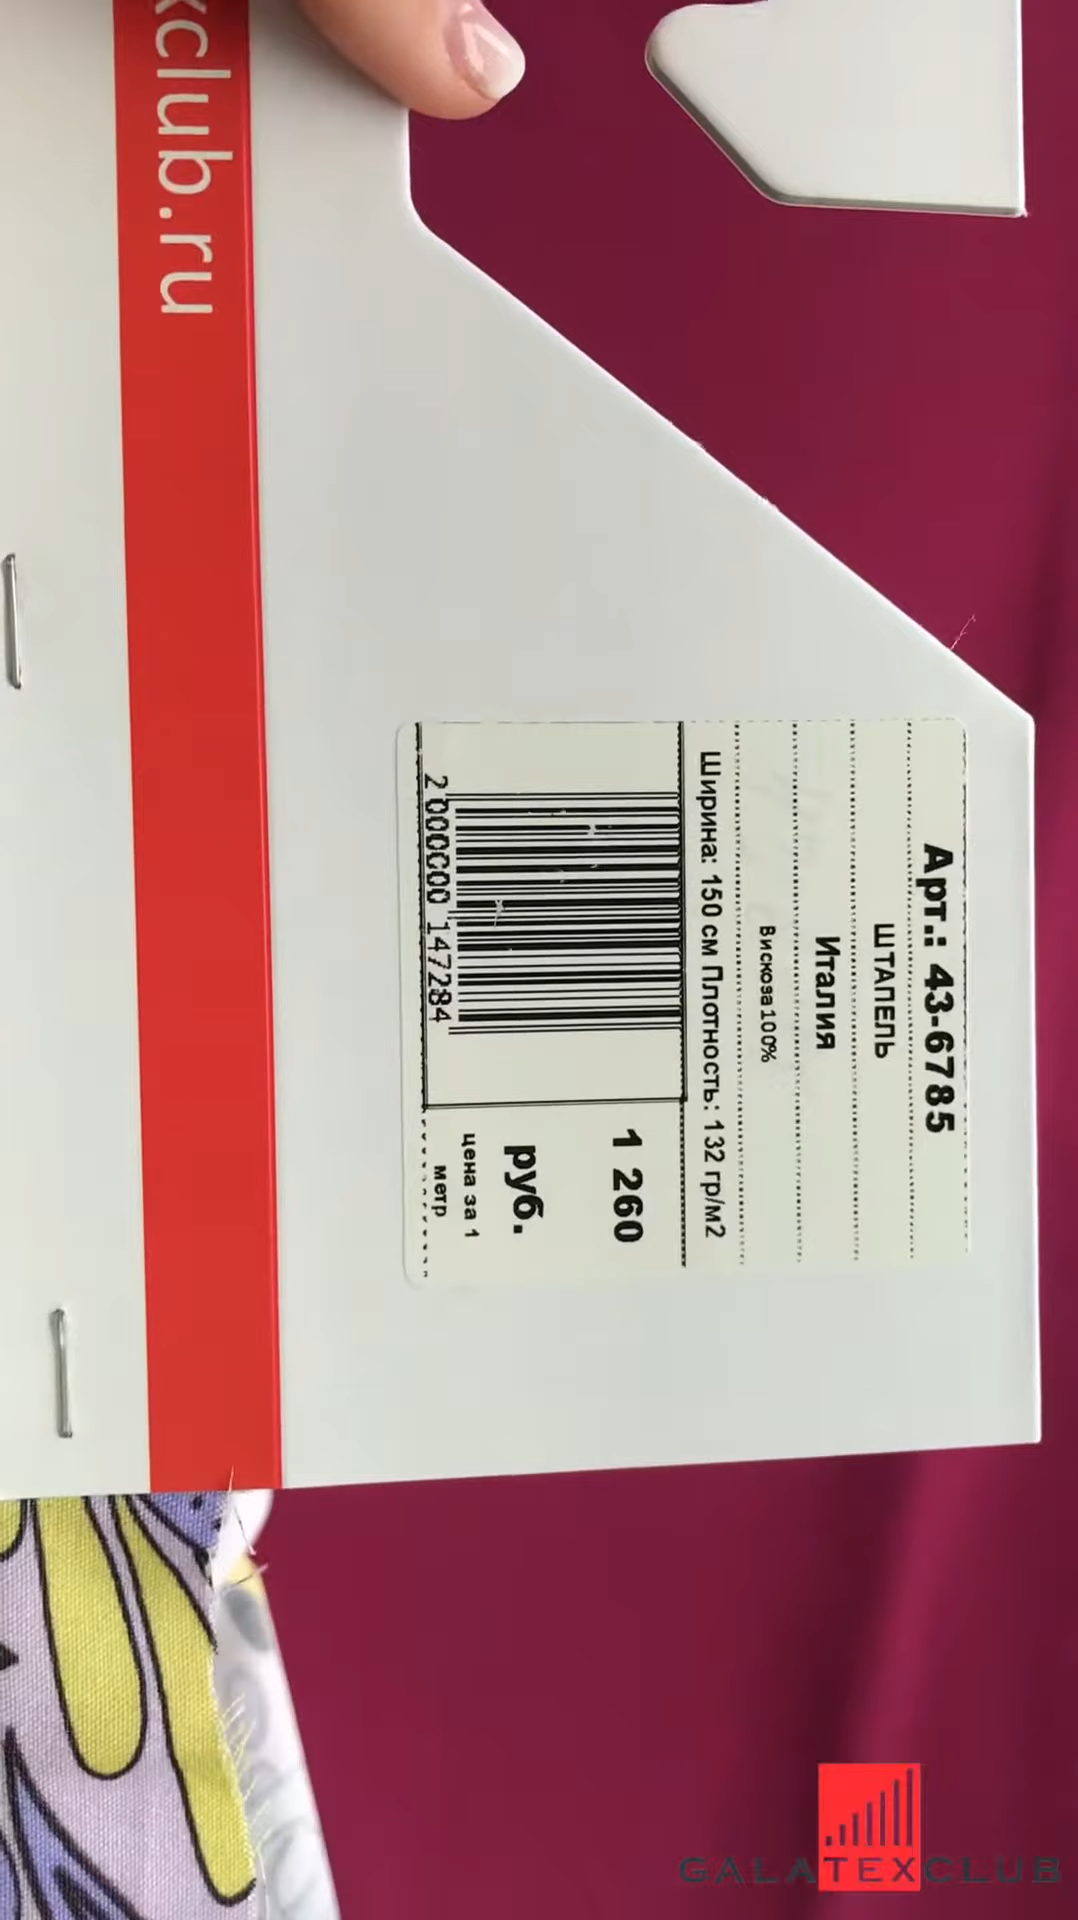 xclub.ru
Арт.: 43-6785
ШТАПЕЛЬ
Италия
Вискоза100%
Ширина: 150 см Плотность: 132 гр/м2
2 000000 147284
1 260
руб.
цена за 1
метр
GALATEXCLUB